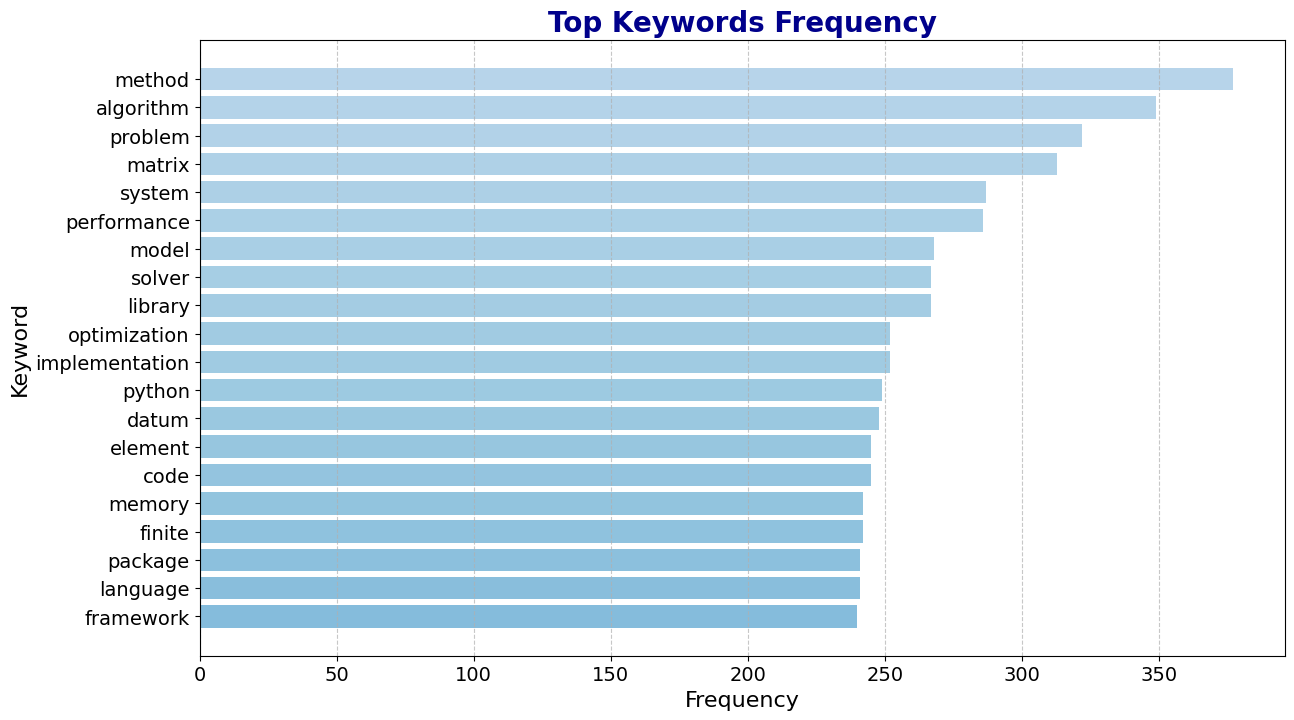 Top Keywords Frequency
Keyword
method
algorithm
problem
matrix
system
performance
model
solver
library
optimization
implementation
python
datum
element
code
memory
finite
package
language
framework
0 50 100 150 200 250 300 350
Frequency